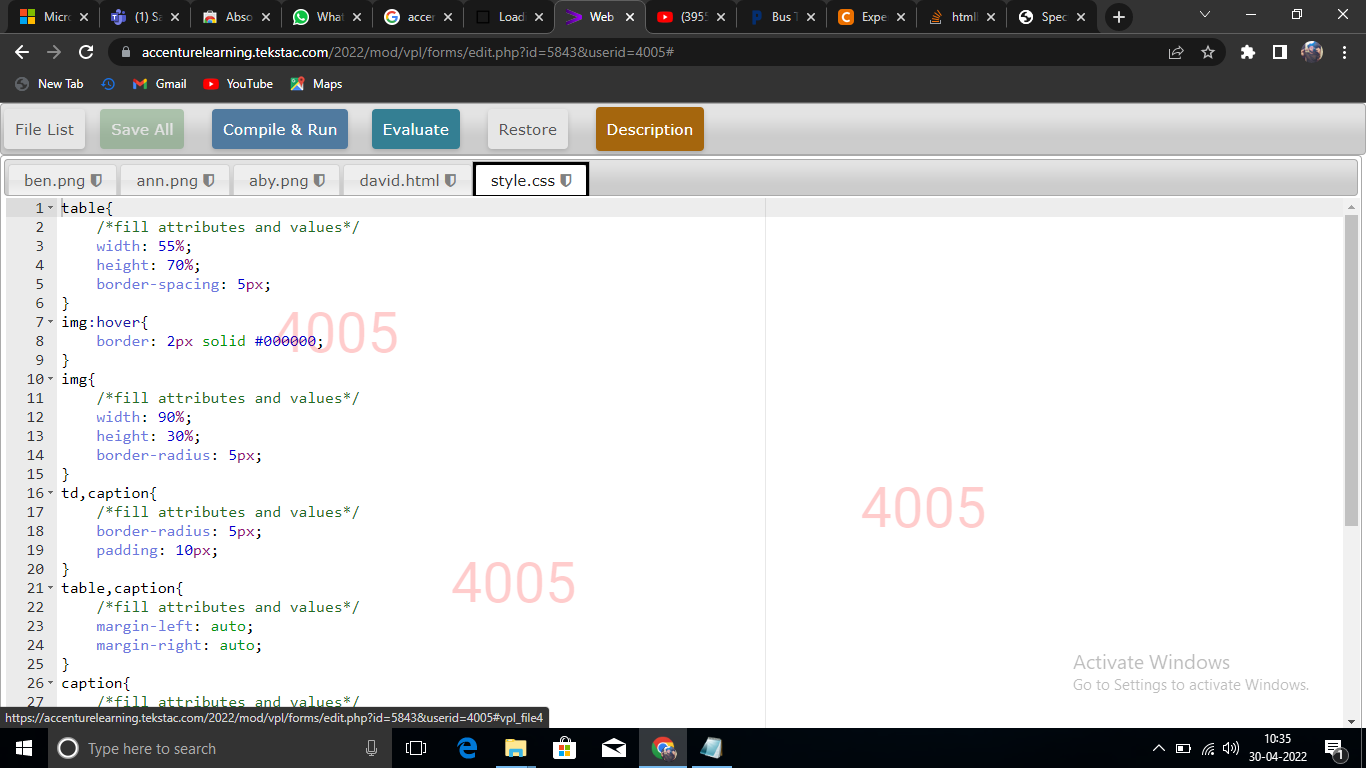 Micro
(1) Sa
Abso
What
accer
Load
Web
(3955
Bus T
Expe
html
Spec
accenturelearning.tekstac.com/2022/mod/vpl/forms/edit.php?id=5843&userid=4005#
New Tab
Gmail
YouTube
Maps
File List
Save All
Compile & Run
Evaluate
Restore
Description
ben.png
ann.png
aby.png
david.html
style.css
1 table{
2 /*fill attributes and values*/
3 width: 55%;
4 height: 70%;
5 border-spacing: 5px;
6 }
7 img:hover{
8 border: 2px solid #000000;
9 }
10 img{
11 /*fill attributes and values*/
12 width: 90%;
13 height: 30%;
14 border-radius: 5px;
15 }
16 td,caption{
17 /*fill attributes and values*/
18 border-radius: 5px;
19 padding: 10px;
20 }
21 table,caption{
22 /*fill attributes and values*/
23 margin-left: auto;
24 margin-right: auto;
25 }
26 caption{
27 /*fill attributes and values*/
4005
4005
4005
Activate Windows
Go to Settings to activate Windows.
https://accenturelearning.tekstac.com/2022/mod/vpl/forms/edit.php?id=5843&userid=4005#vpl_file4
Type here to search
10:35
30-04-2022
1